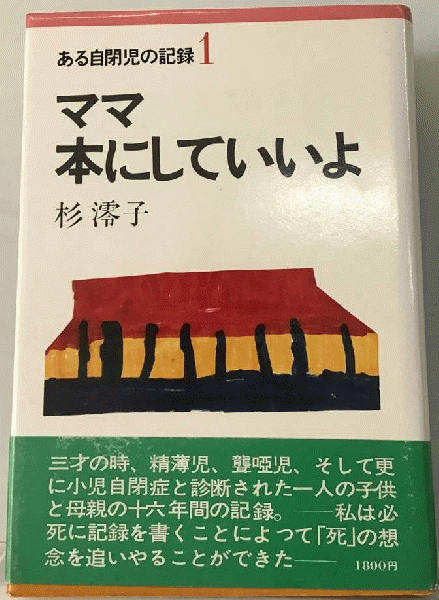 ある自閉児の記録1
ママ
本にしていいよ
杉 澪子
三才の時、精薄児、聾啞児、そして更
に小児自閉症と診断された一人の子供
と母親の十六年間の記録。──私は必
死に記録を書くことによつて「死」の想
念を追いやることができた──
1800円